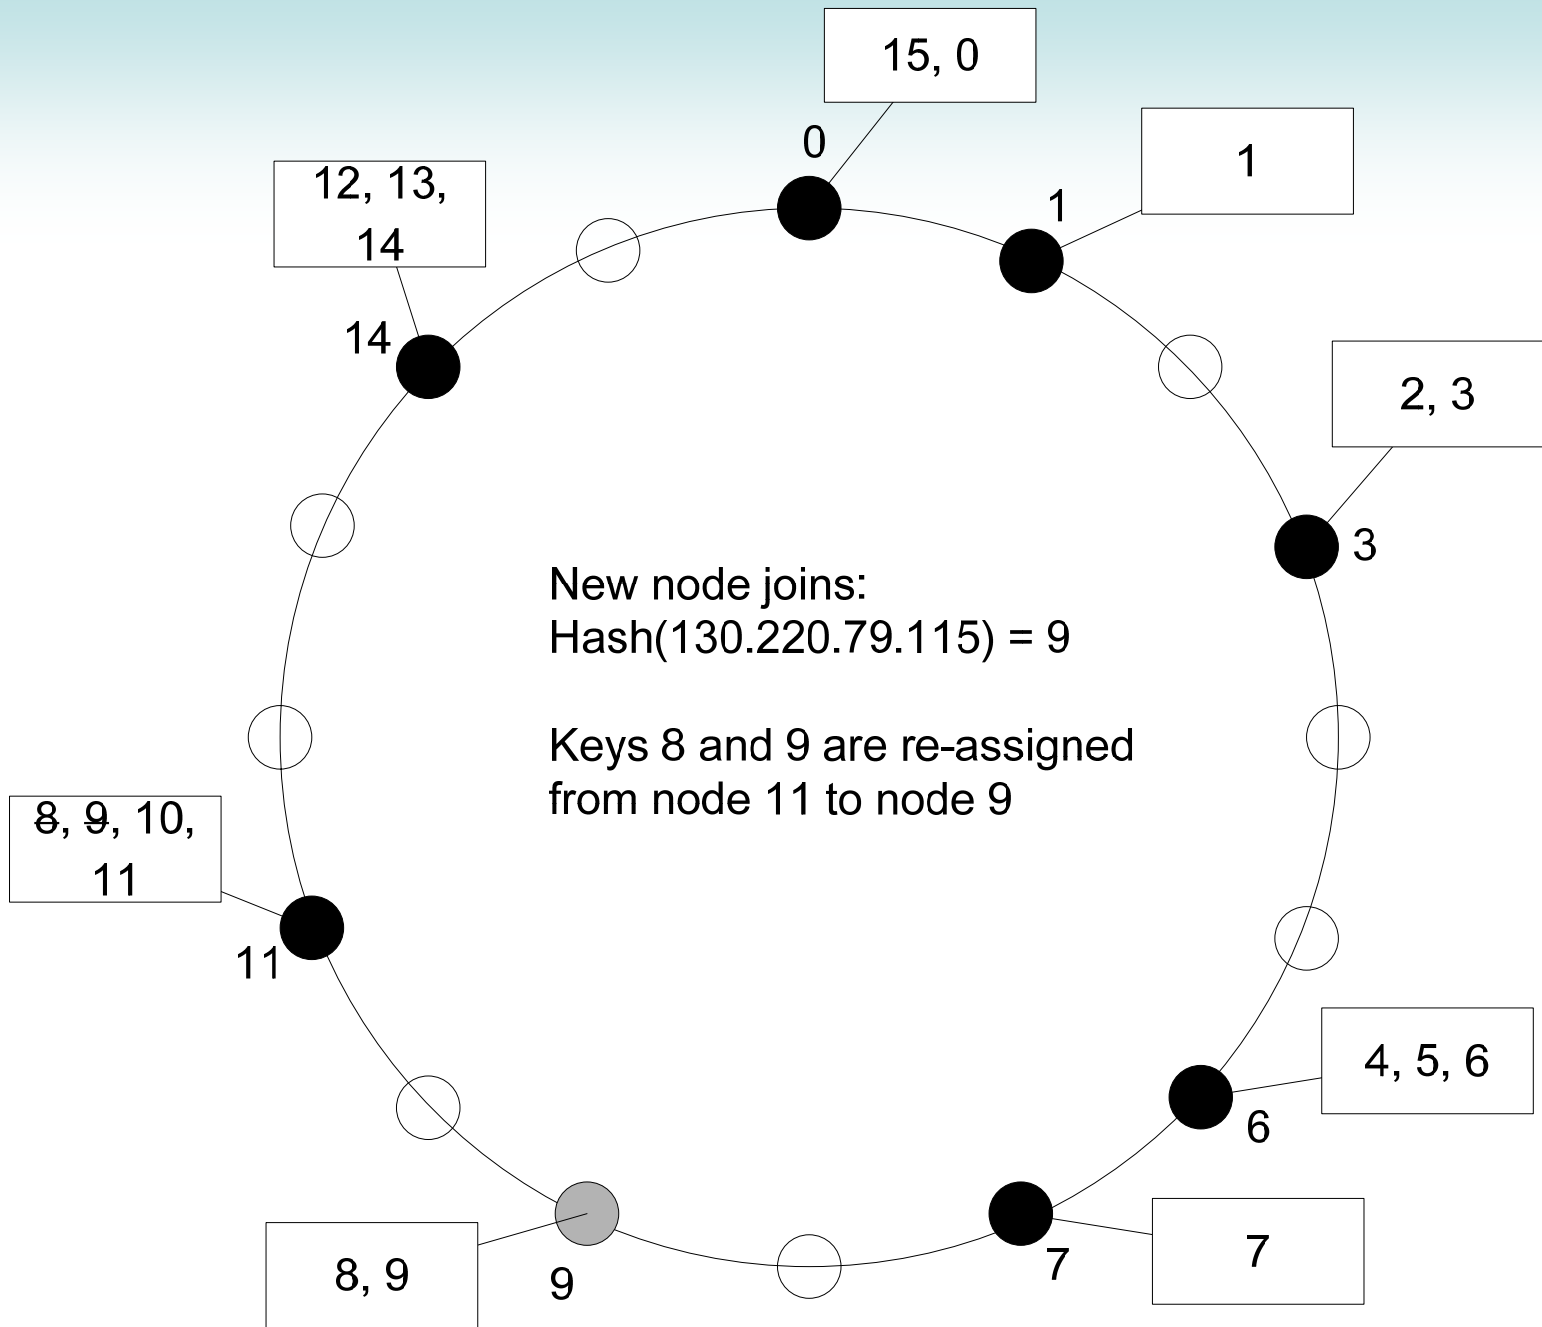 15, 0
0
1
1
12, 13,
14
14
2, 3
3
New node joins:
Hash(130.220.79.115) = 9
Keys 8 and 9 are re-assigned
from node 11 to node 9
8, 9, 10,
11
11
4, 5, 6
6
7
7
8, 9
9